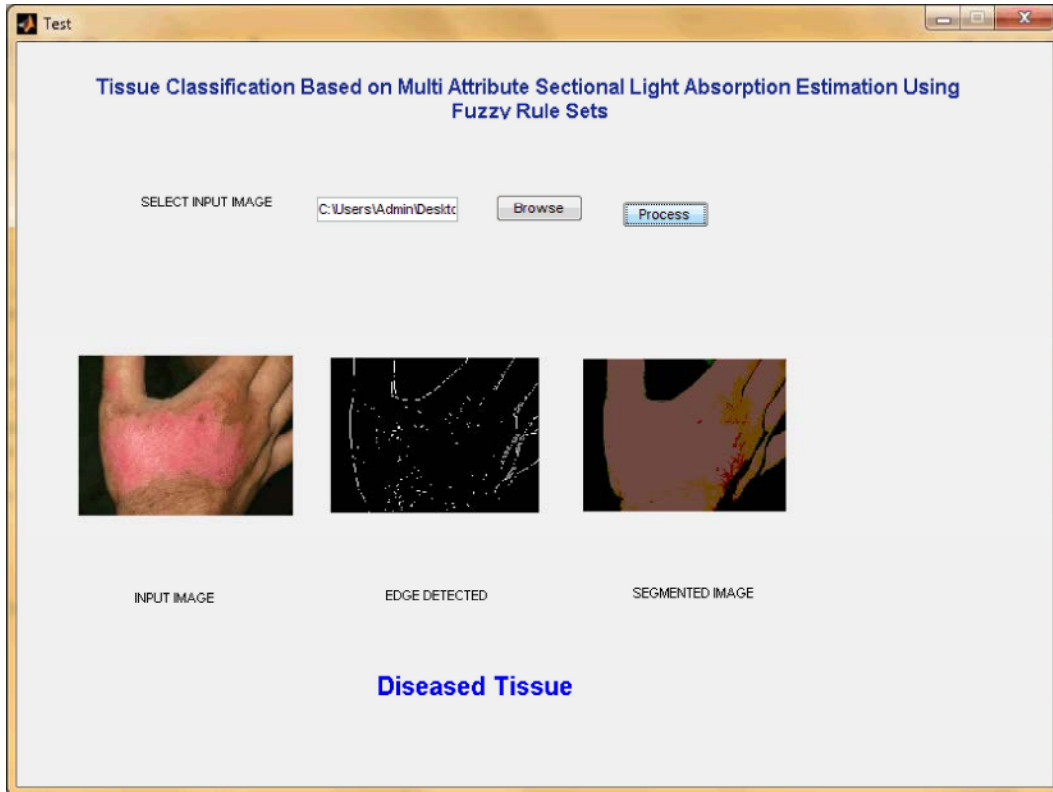 Test
Tissue Classification Based on Multi Attribute Sectional Light Absorption Estimation Using
Fuzzy Rule Sets
SELECT INPUT IMAGE
C:\Users\Admin\Deskto
Browse
Process
INPUT IMAGE
EDGE DETECTED
SEGMENTED IMAGE
Diseased Tissue